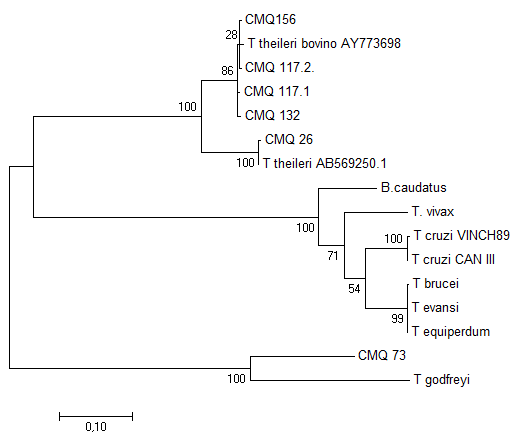 CMQ156
28
T theileri bovino AY773698
CMQ 117.2.
86
CMQ 117.1
100
CMQ 132
CMQ 26
100
T theileri AB569250.1
B.caudatus
T. vivax
100
T cruzi VINCH89
100
71
T cruzi CAN III
T brucei
54
T evansi
99
T equiperdum
CMQ 73
100
T godfreyi
0,10